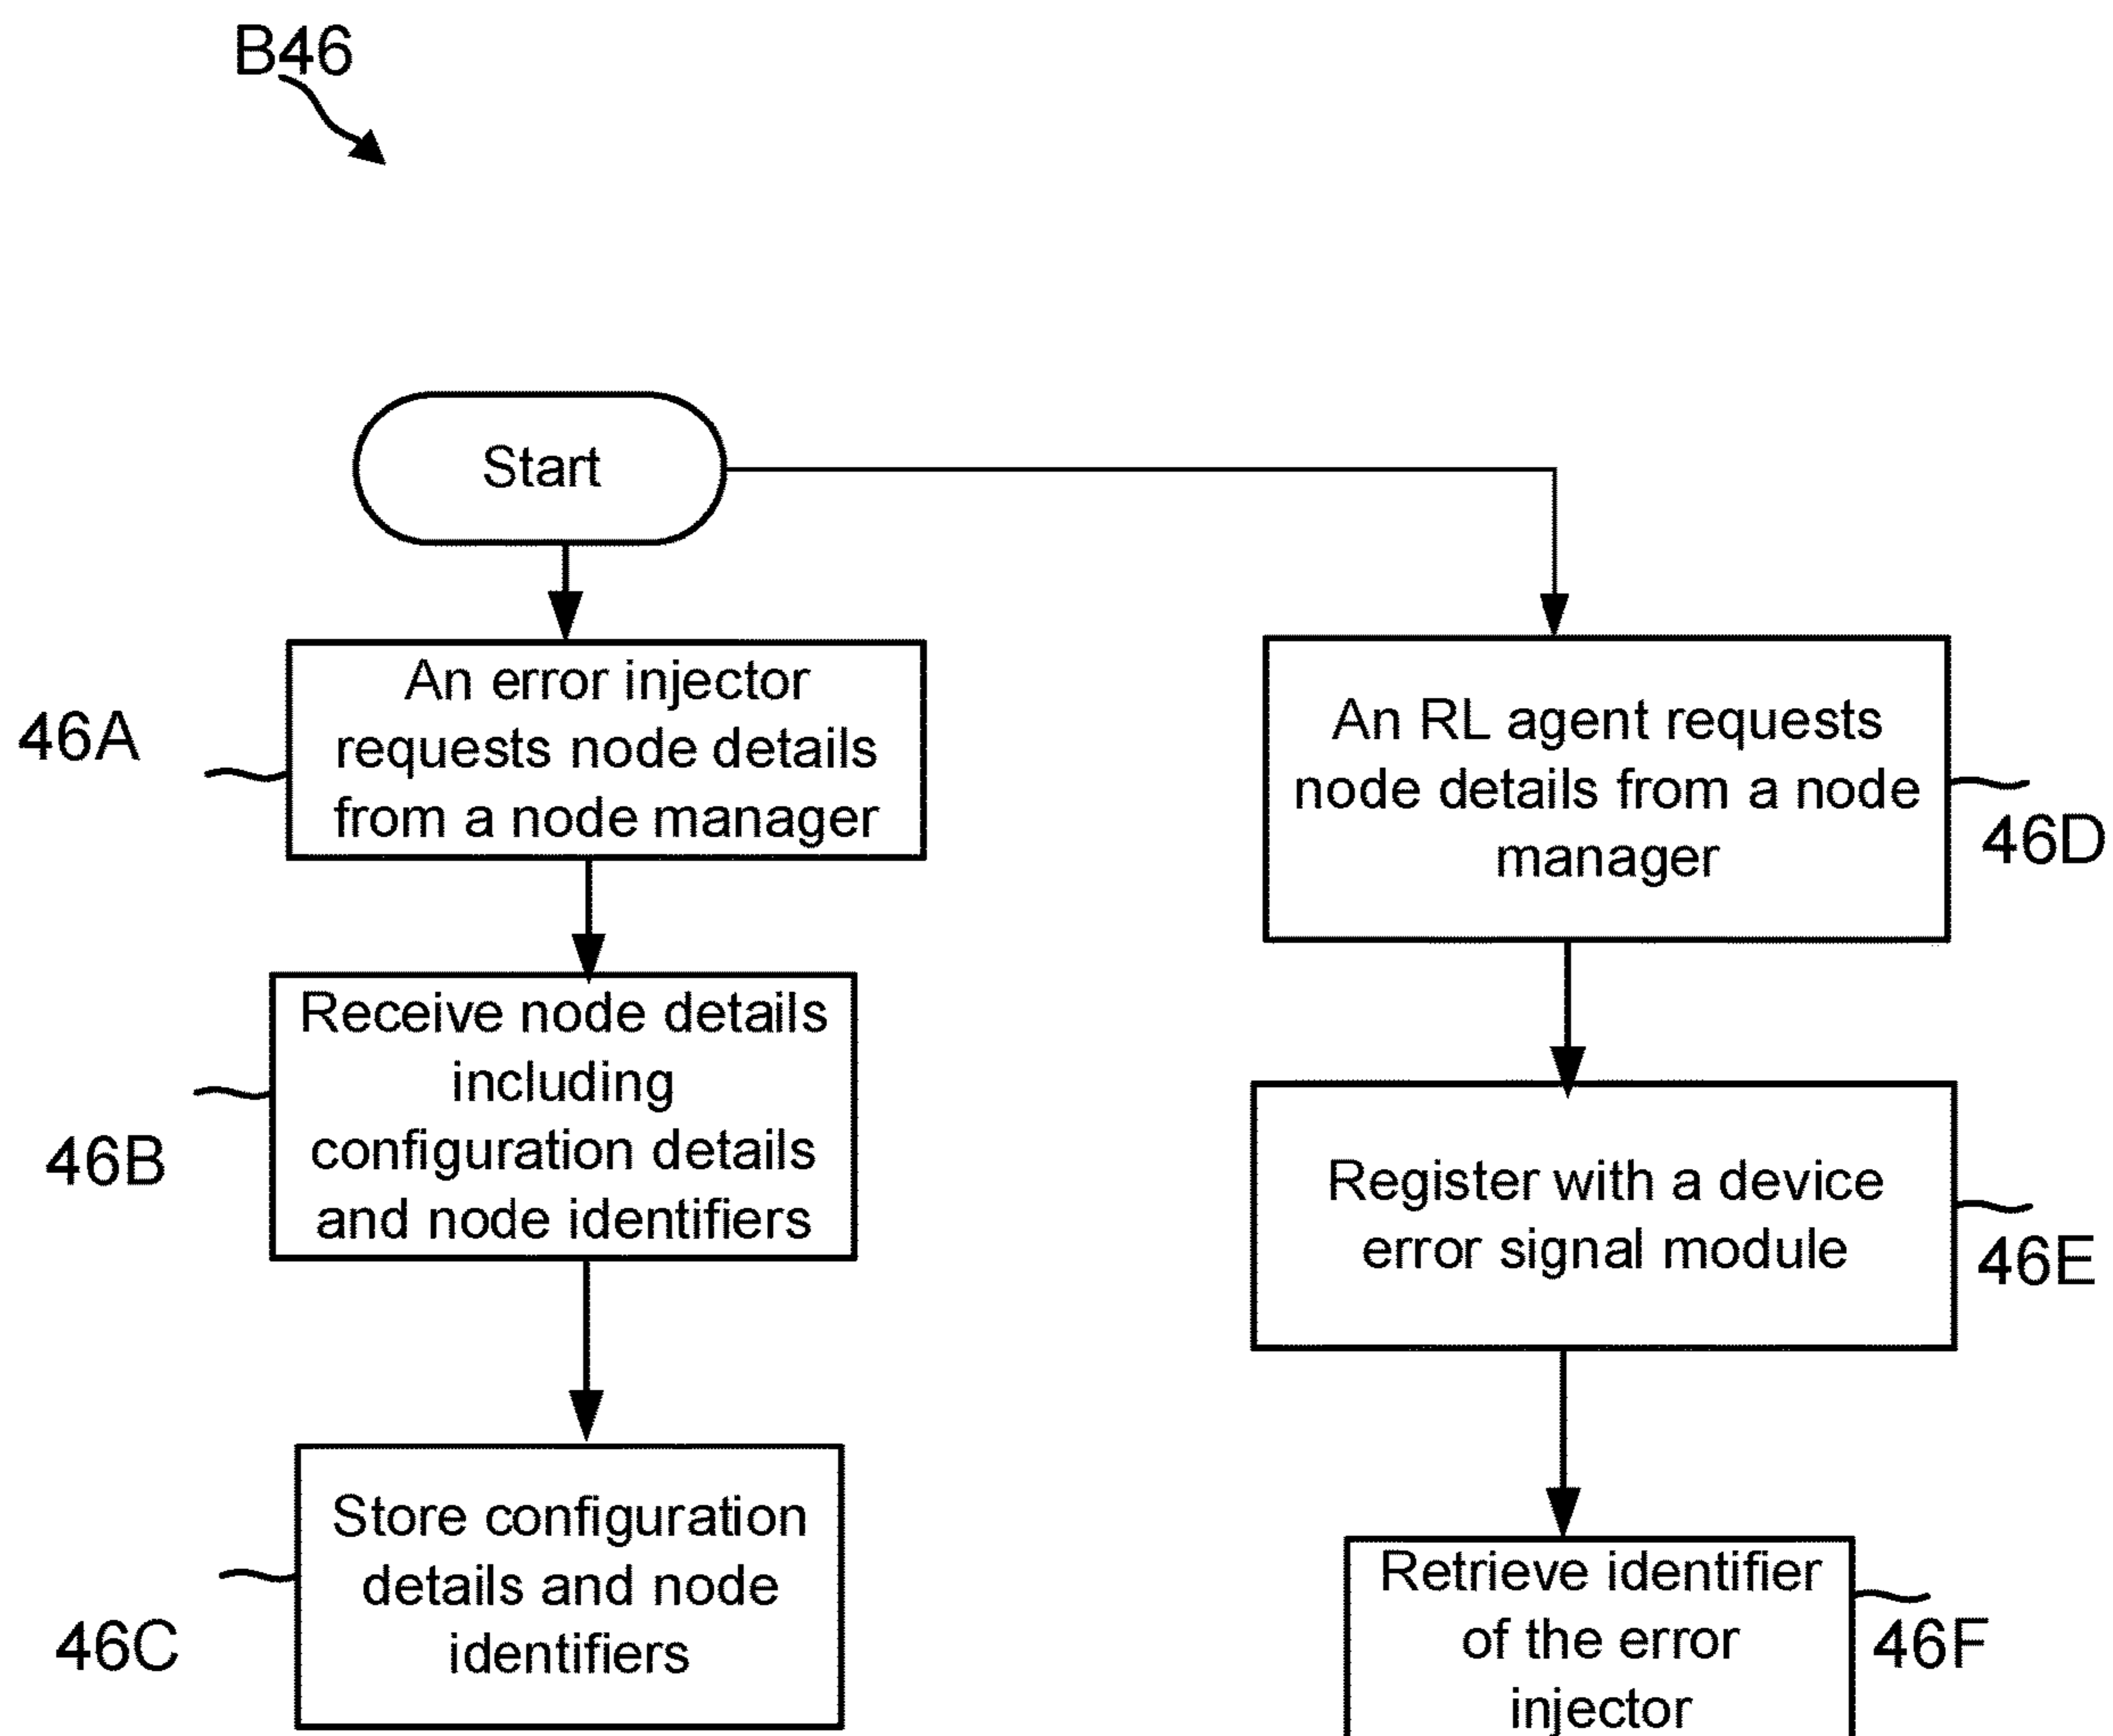 B46
Start
46A
An error injector
requests node details
from a node manager
46B
Receive node details
including
configuration details
and node identifiers
46C
Store configuration
details and node
identifiers
An RL agent requests
node details from a node
manager
46D
Register with a device
error signal module
46E
Retrieve identifier
of the error
injector
46F